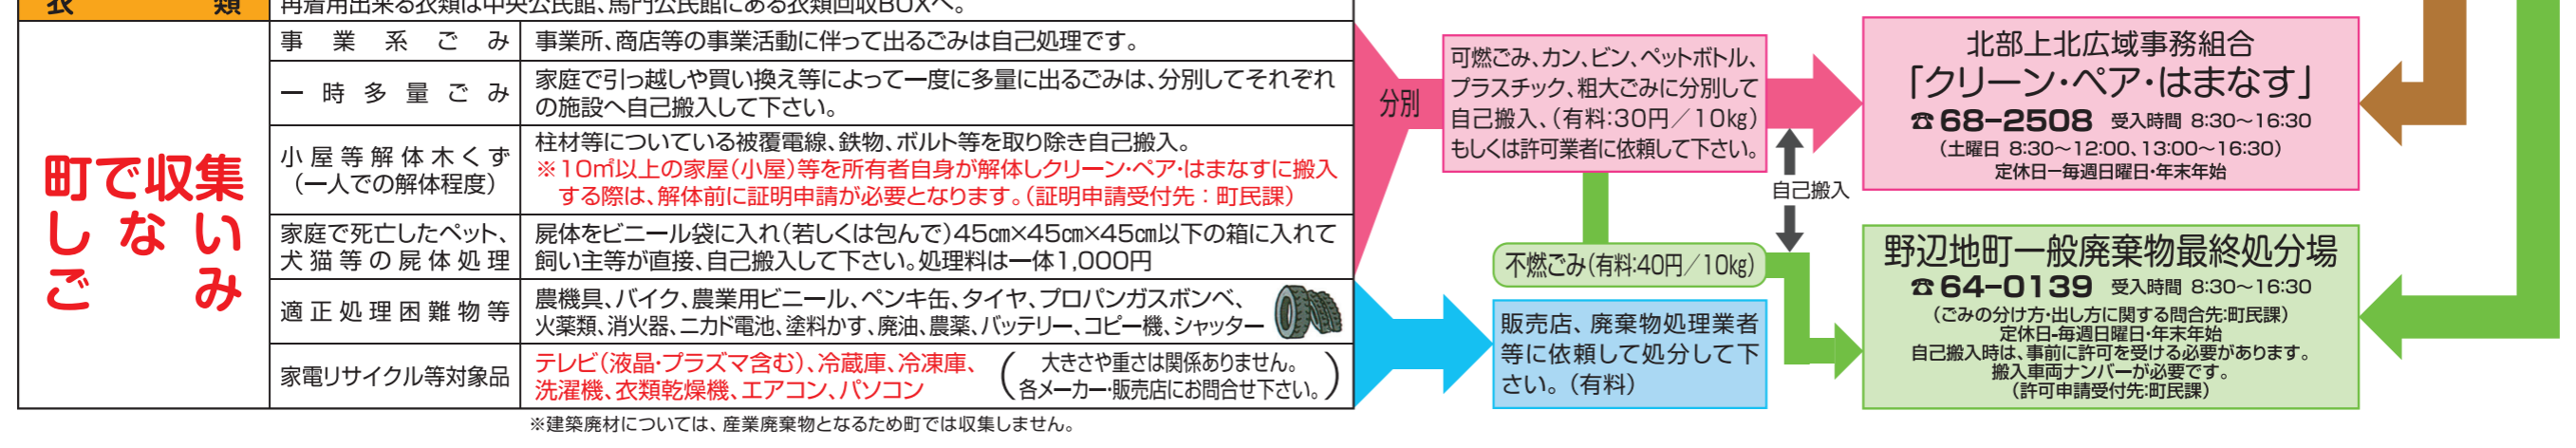 衣類
再着用出来る衣類は中央公民館、馬門公民館にある衣類回収BOXへ。
町で収集
しない
ごみ
事業系ごみ
事業所、商店等の事業活動に伴って出るごみは自己処理です。
一時多量ごみ
家庭で引っ越しや買い換え等によって一度に多量に出るごみは、分別してそれぞれ
の施設へ自己搬入して下さい。
小屋等解体木くず
（一人での解体程度）
柱材等についている被覆電線、鉄物、ボルト等を取り除き自己搬入。
※10㎡以上の家屋（小屋）等を所有者自身が解体しクリーン・ペア・はまなすに搬入
する際は、解体前に証明申請が必要となります。（証明申請受付先：町民課）
家庭で死亡したペット、
犬猫等の屍体処理
屍体をビニール袋に入れ（若しくは包んで）45㎝×45㎝×45㎝以下の箱に入れて
飼い主等が直接、自己搬入して下さい。処理料は一体1,000円
適正処理困難物等
農機具、バイク、農業用ビニール、ペンキ缶、タイヤ、プロパンガスボンベ、
火薬類、消火器、ニカド電池、塗料かす、廃油、農薬、バッテリー、コピー機、シャッター
家電リサイクル等対象品
テレビ（液晶・プラズマ含む）、冷蔵庫、冷凍庫、
洗濯機、衣類乾燥機、エアコン、パソコン
（大きさや重さは関係ありません。
各メーカー・販売店にお問合せ下さい。）
※建築廃材については、産業廃棄物となるため町では収集しません。
分別
可燃ごみ、カン、ビン、ペットボトル、
プラスチック、粗大ごみに分別して
自己搬入、（有料：30円／10㎏）
もしくは許可業者に依頼して下さい。
不燃ごみ（有料：40円／10㎏）
販売店、廃棄物処理業者
等に依頼して処分して下
さい。（有料）
自己搬入
北部上北広域事務組合
「クリーン・ペア・はまなす」
☎68−2508 受入時間 8:30〜16:30
（土曜日 8:30〜12:00、13:00〜16:30）
定休日ー毎週日曜日・年末年始
野辺地町一般廃棄物最終処分場
☎64−0139 受入時間 8:30〜16:30
（ごみの分け方・出し方に関する問合先：町民課）
定休日-毎週日曜日・年末年始
自己搬入時は、事前に許可を受ける必要があります。
搬入車両ナンバーが必要です。
（許可申請受付先：町民課）